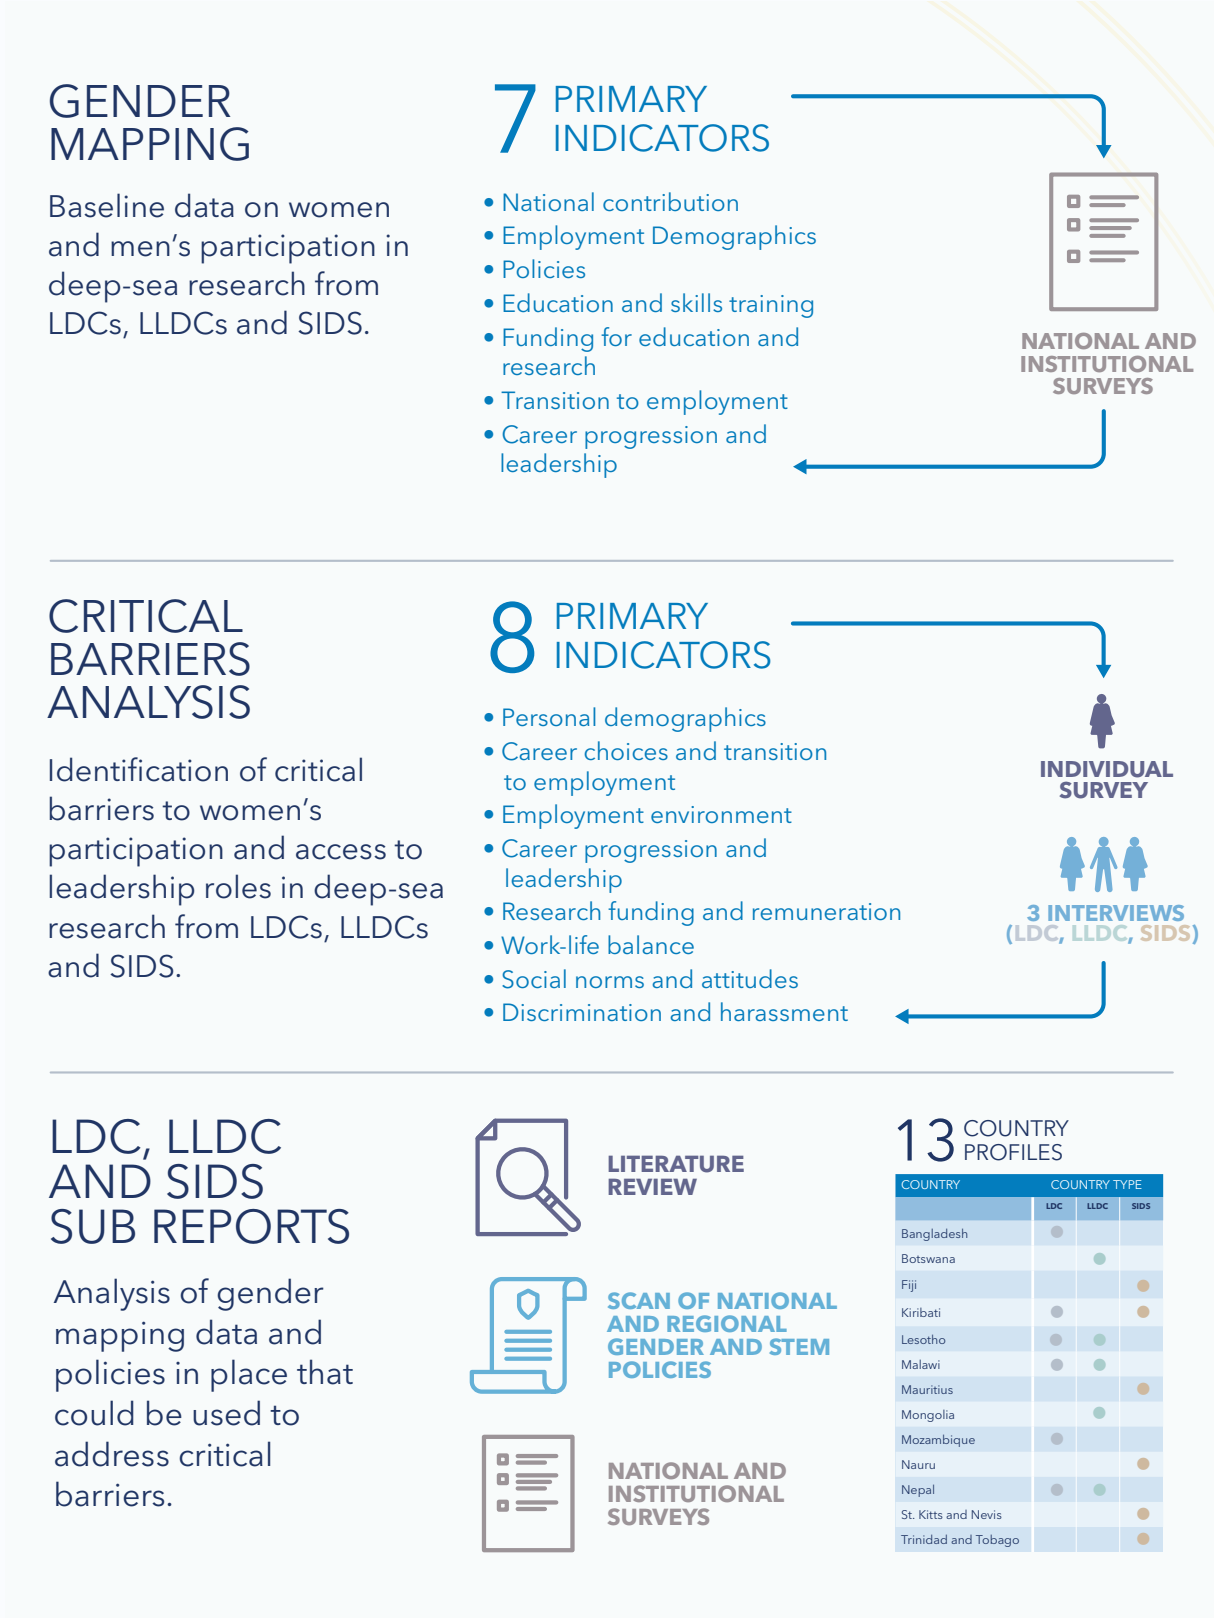 GENDER
MAPPING
Baseline data on women
and men’s participation in
deep-sea research from
LDCs, LLDCs and SIDS.
7 PRIMARY
INDICATORS
• National contribution
• Employment Demographics
• Policies
• Education and skills training
• Funding for education and
research
• Transition to employment
• Career progression and
leadership
NATIONAL AND
INSTITUTIONAL
SURVEYS
CRITICAL
BARRIERS
ANALYSIS
Identification of critical
barriers to women’s
participation and access to
leadership roles in deep-sea
research from LDCs, LLDCs
and SIDS.
8 PRIMARY
INDICATORS
• Personal demographics
• Career choices and transition
to employment
• Employment environment
• Career progression and
leadership
• Research funding and remuneration
• Work-life balance
• Social norms and attitudes
• Discrimination and harassment
INDIVIDUAL
SURVEY
3 INTERVIEWS
(LDC, LLDC, SIDS)
LDC, LLDC
AND SIDS
SUB REPORTS
Analysis of gender
mapping data and
policies in place that
could be used to
address critical
barriers.
LITERATURE
REVIEW
SCAN OF NATIONAL
AND REGIONAL
GENDER AND STEM
POLICIES
NATIONAL AND
INSTITUTIONAL
SURVEYS
13 COUNTRY
PROFILES
COUNTRY COUNTRY TYPE
LDC LLDC SIDS
Bangladesh
Botswana
Fiji
Kiribati
Lesotho
Malawi
Mauritius
Mongolia
Mozambique
Nauru
Nepal
St. Kitts and Nevis
Trinidad and Tobago